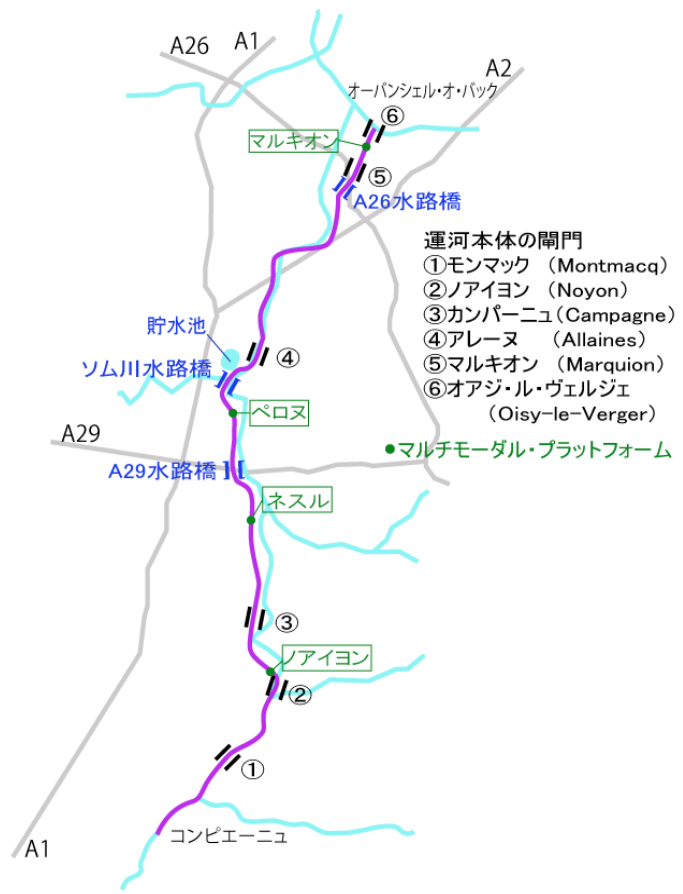 A26
A1
A2
オーバンシェル・オ・バック
⑥
マルキオン
⑤
A26水路橋
運河本体の閘門
①モンマック （Montmacq）
②ノアイヨン （Noyon）
③カンパーニュ（Campagne）
④アレーヌ （Allaines）
⑤マルキオン （Marquion）
⑥オアジ・ル・ヴェルジェ
（Oisy-le-Verger）
貯水池
④
ソム川水路橋
ペロヌ
A29
●マルチモーダル・プラットフォーム
A29水路橋
ネスル
③
ノアイヨン
②
①
コンピエーニュ
A1